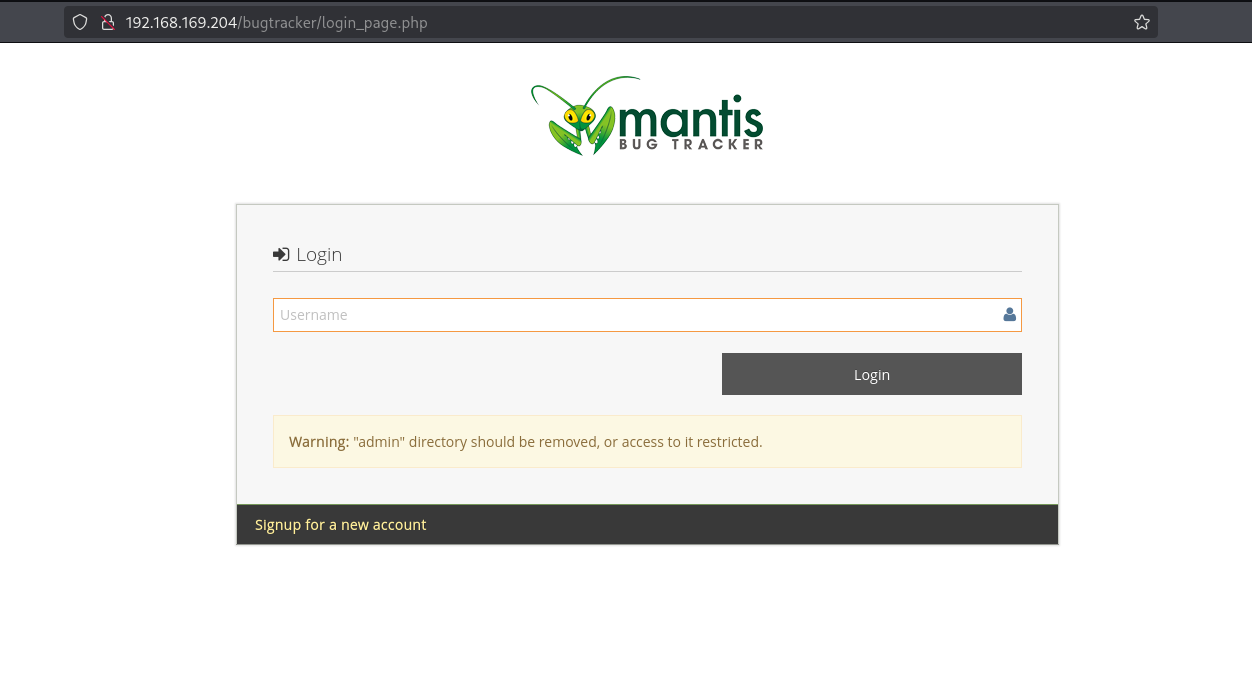 192.168.169.204/bugtracker/login_page.php
mantis
BUG TRACKER
Login
Username
Login
Warning: "admin" directory should be removed, or access to it restricted.
Signup for a new account